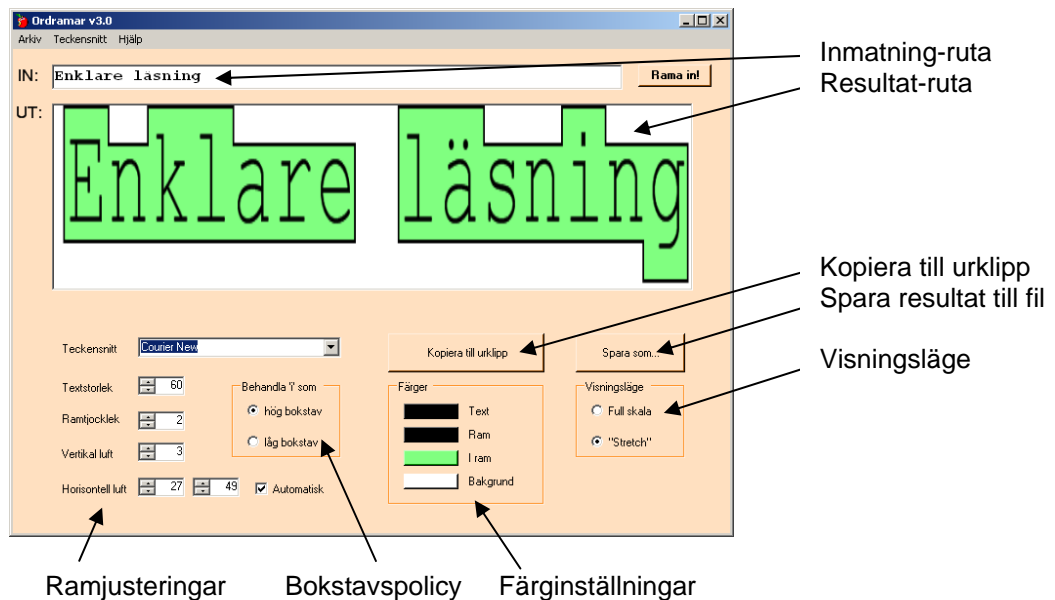 Ordramar v3.0
Arkiv Teckensnitt Hjälp
IN: Enklare läsning Rama in!
UT: Enklare läsning
Inmatning-ruta
Resultat-ruta
Kopiera till urklipp
Spara resultat till fil
Visningsläge
Teckensnitt Courier New
Kopiera till urklipp Spara som...
Textstorlek 60
Ramtjocklek 2
Vertikal luft 3
Horisontell luft 27 49 Automatisk
Behandla 'i' som
hög bokstav
låg bokstav
Färger
Text
Ram
I ram
Bakgrund
Visningsläge
Full skala
"Stretch"
Ramjusteringar Bokstavspolicy Färginställningar